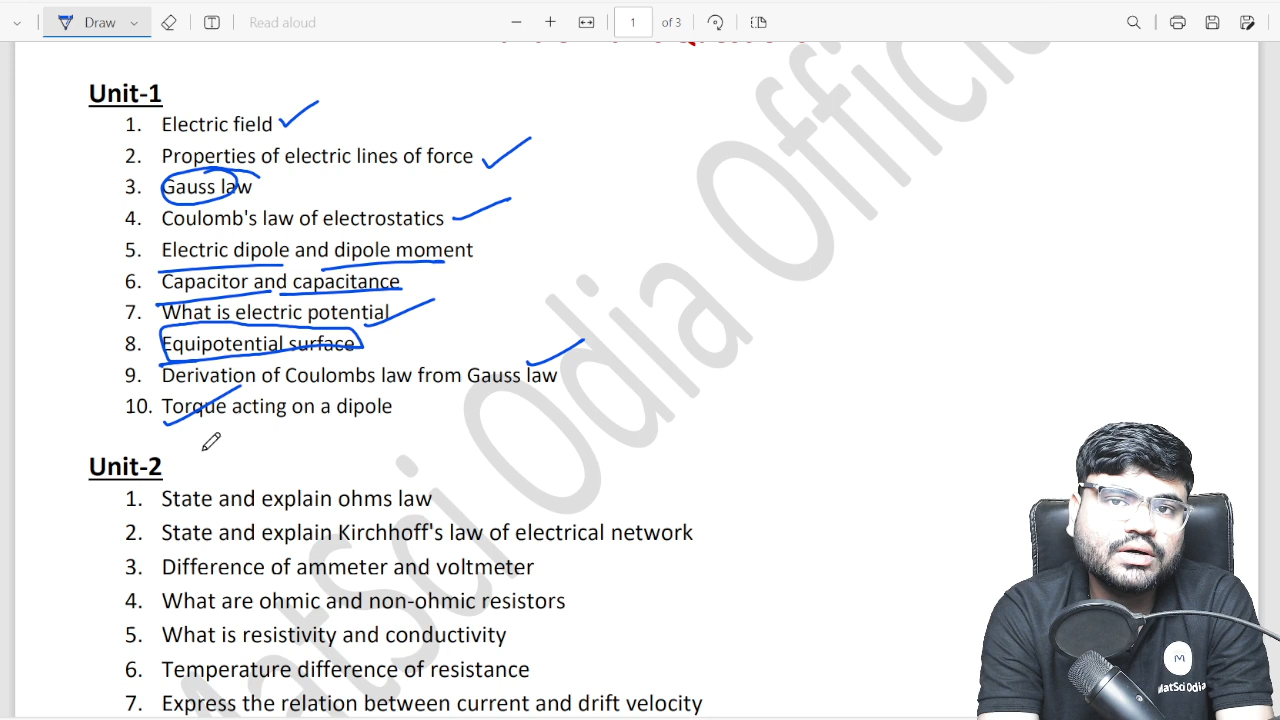 Draw
Read aloud
1 of 3
Unit-1
1. Electric field
2. Properties of electric lines of force
3. Gauss law
4. Coulomb's law of electrostatics
5. Electric dipole and dipole moment
6. Capacitor and capacitance
7. What is electric potential
8. Equipotential surface
9. Derivation of Coulombs law from Gauss law
10. Torque acting on a dipole
Unit-2
1. State and explain ohms law
2. State and explain Kirchhoff's law of electrical network
3. Difference of ammeter and voltmeter
4. What are ohmic and non-ohmic resistors
5. What is resistivity and conductivity
6. Temperature difference of resistance
7. Express the relation between current and drift velocity
MatSci Odia Offici
M
MatSci Odia